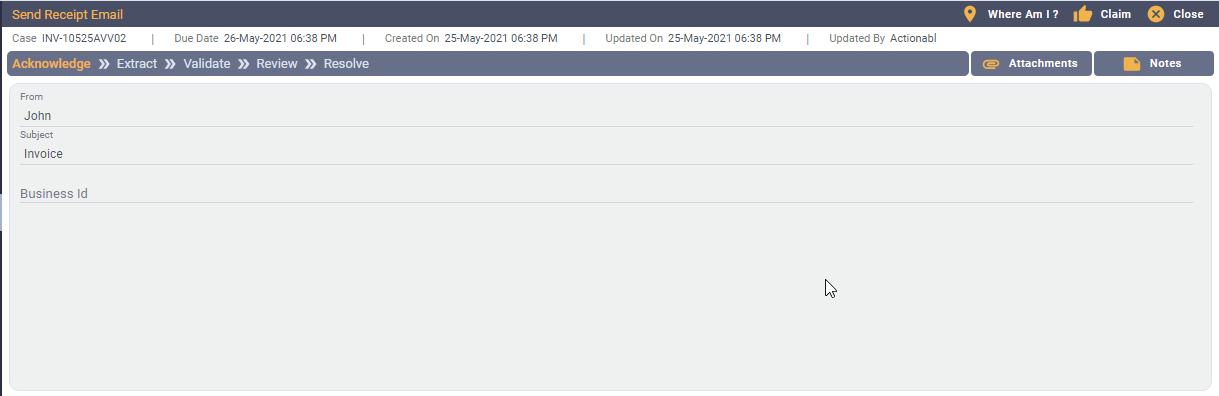 Send Receipt Email Where Am I ? Claim Close
Case INV-10525AVV02 | Due Date 26-May-2021 06:38 PM | Created On 25-May-2021 06:38 PM | Updated On 25-May-2021 06:38 PM | Updated By Actionabl
Acknowledge » Extract » Validate » Review » Resolve Attachments Notes
From
John
Subject
Invoice
Business Id